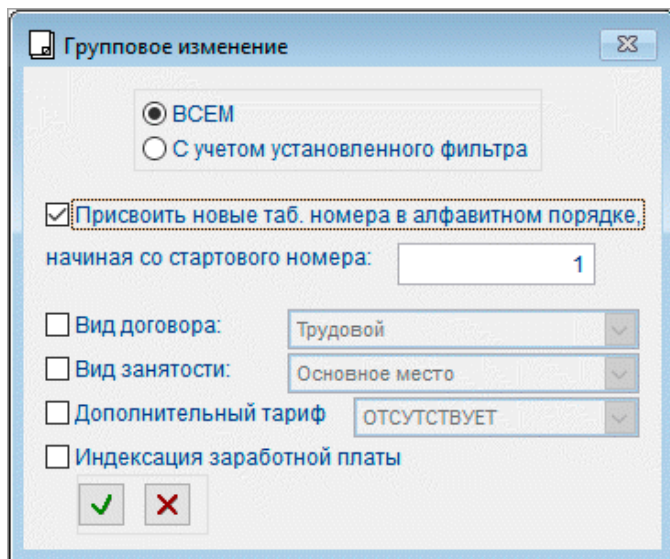 Групповое изменение
ВСЕМ
С учетом установленного фильтра
Присвоить новые таб. номера в алфавитном порядке,
начиная со стартового номера: 1
Вид договора: Трудовой
Вид занятости: Основное место
Дополнительный тариф ОТСУТСТВУЕТ
Индексация заработной платы